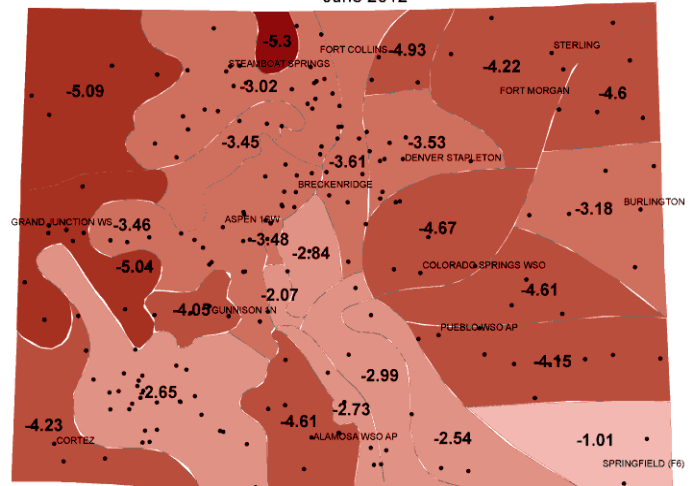 June 2012
-5.3
FORT COLLINS
-4.93
STERLING
STEAMBOAT SPRINGS
-4.22
-5.09
-3.02
FORT MORGAN
-4.6
-3.45
-3.53
-3.61
DENVER STAPLETON
BRECKENRIDGE
BURLINGTON
-3.18
GRAND JUNCTION WS
-3.46
-4.67
-3.48
-2.84
-5.04
COLORADO SPRINGS WSO
-4.61
-2.07
-4.05
PUEBLO WSO AP
-4.15
-2.99
-2.65
-2.73
-4.23
-4.61
CORTEZ
ALAMOSA WSO AP
-2.54
-1.01
SPRINGFIELD (F6)